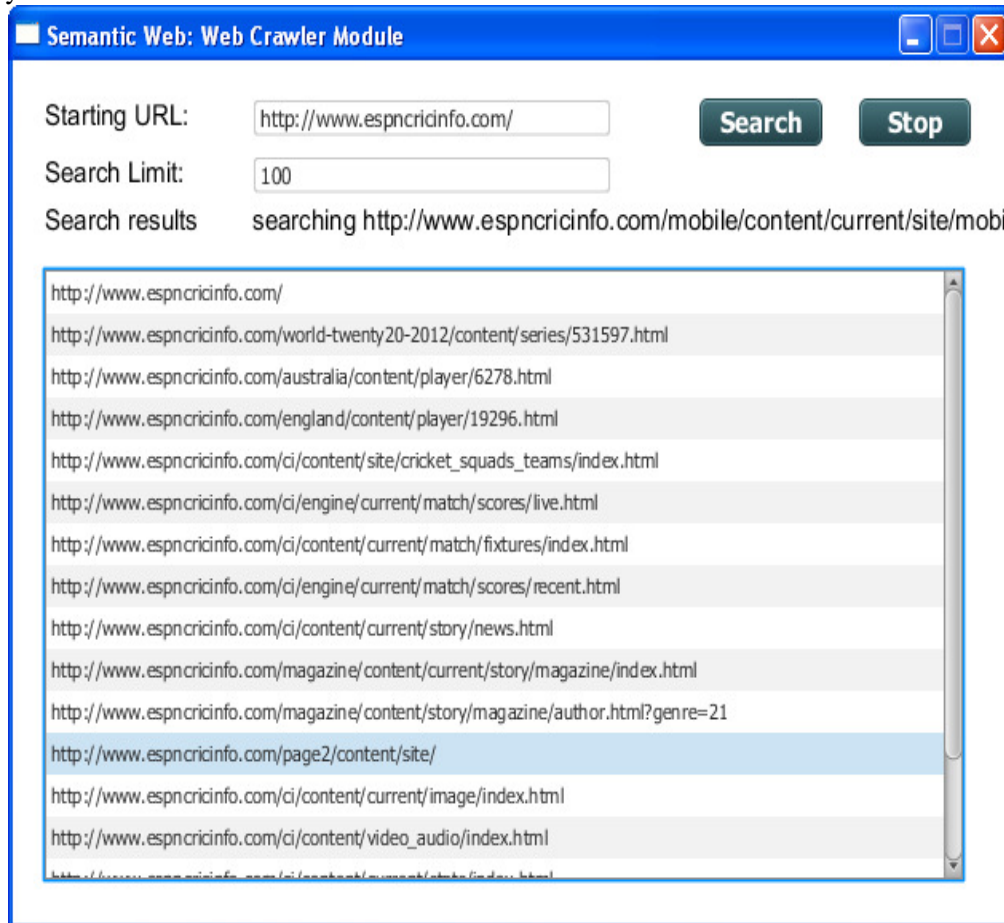 Semantic Web: Web Crawler Module
Starting URL: http://www.espncricinfo.com/ Search Stop
Search Limit: 100
Search results searching http://www.espncricinfo.com/mobile/content/current/site/mobi
http://www.espncricinfo.com/
http://www.espncricinfo.com/world-twenty20-2012/content/series/531597.html
http://www.espncricinfo.com/australia/content/player/6278.html
http://www.espncricinfo.com/england/content/player/19296.html
http://www.espncricinfo.com/ci/content/site/cricket_squads_teams/index.html
http://www.espncricinfo.com/ci/engine/current/match/scores/live.html
http://www.espncricinfo.com/ci/content/current/match/fixtures/index.html
http://www.espncricinfo.com/ci/engine/current/match/scores/recent.html
http://www.espncricinfo.com/ci/content/current/story/news.html
http://www.espncricinfo.com/magazine/content/current/story/magazine/index.html
http://www.espncricinfo.com/magazine/content/story/magazine/author.html?genre=21
http://www.espncricinfo.com/page2/content/site/
http://www.espncricinfo.com/ci/content/current/image/index.html
http://www.espncricinfo.com/ci/content/video_audio/index.html